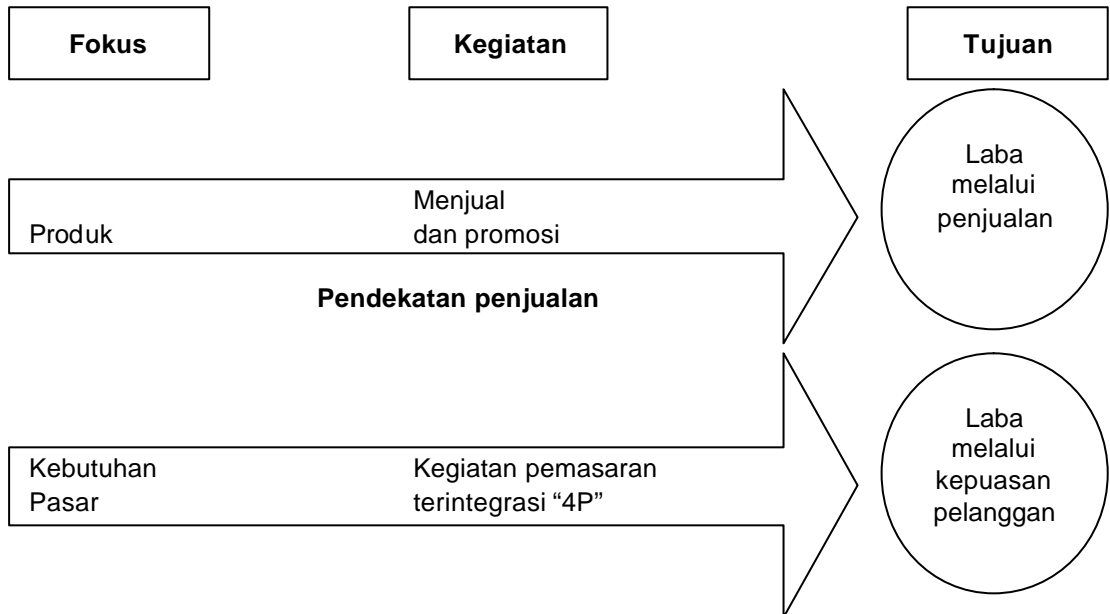 Fokus
Kegiatan
Tujuan
Produk
Menjual
dan promosi
Laba
melalui
penjualan
Pendekatan penjualan
Kebutuhan
Pasar
Kegiatan pemasaran
terintegrasi “4P”
Laba
melalui
kepuasan
pelanggan